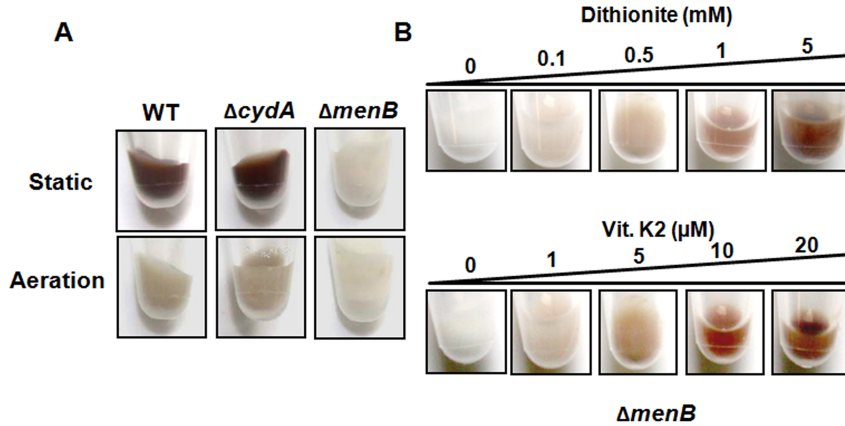 A
WT ΔcydA ΔmenB
Static
Aeration
B
Dithionite (mM)
0 0.1 0.5 1 5
Vit. K2 (µM)
0 1 5 10 20
ΔmenB